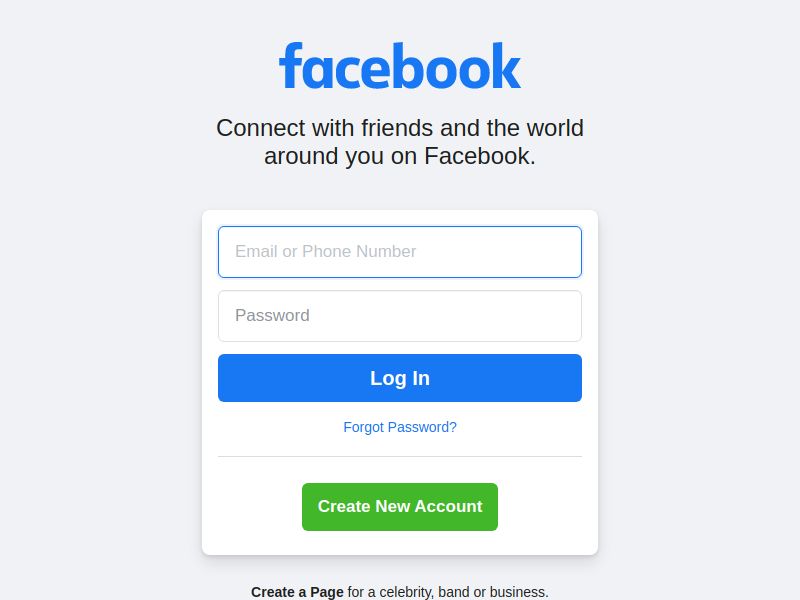 facebook
Connect with friends and the world
around you on Facebook.
Email or Phone Number
Password
Log In
Forgot Password?
Create New Account
Create a Page for a celebrity, band or business.